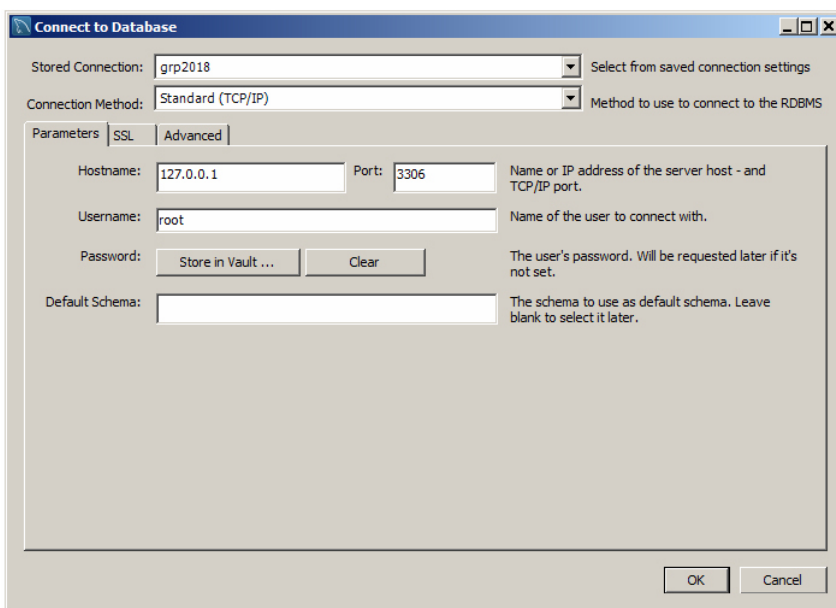 Connect to Database
Stored Connection: grp2018 Select from saved connection settings
Connection Method: Standard (TCP/IP) Method to use to connect to the RDBMS
Parameters SSL Advanced
Hostname: 127.0.0.1 Port: 3306 Name or IP address of the server host - and
TCP/IP port.
Username: root Name of the user to connect with.
Password: Store in Vault ... Clear The user's password. Will be requested later if it's
not set.
Default Schema: The schema to use as default schema. Leave
blank to select it later.
OK Cancel